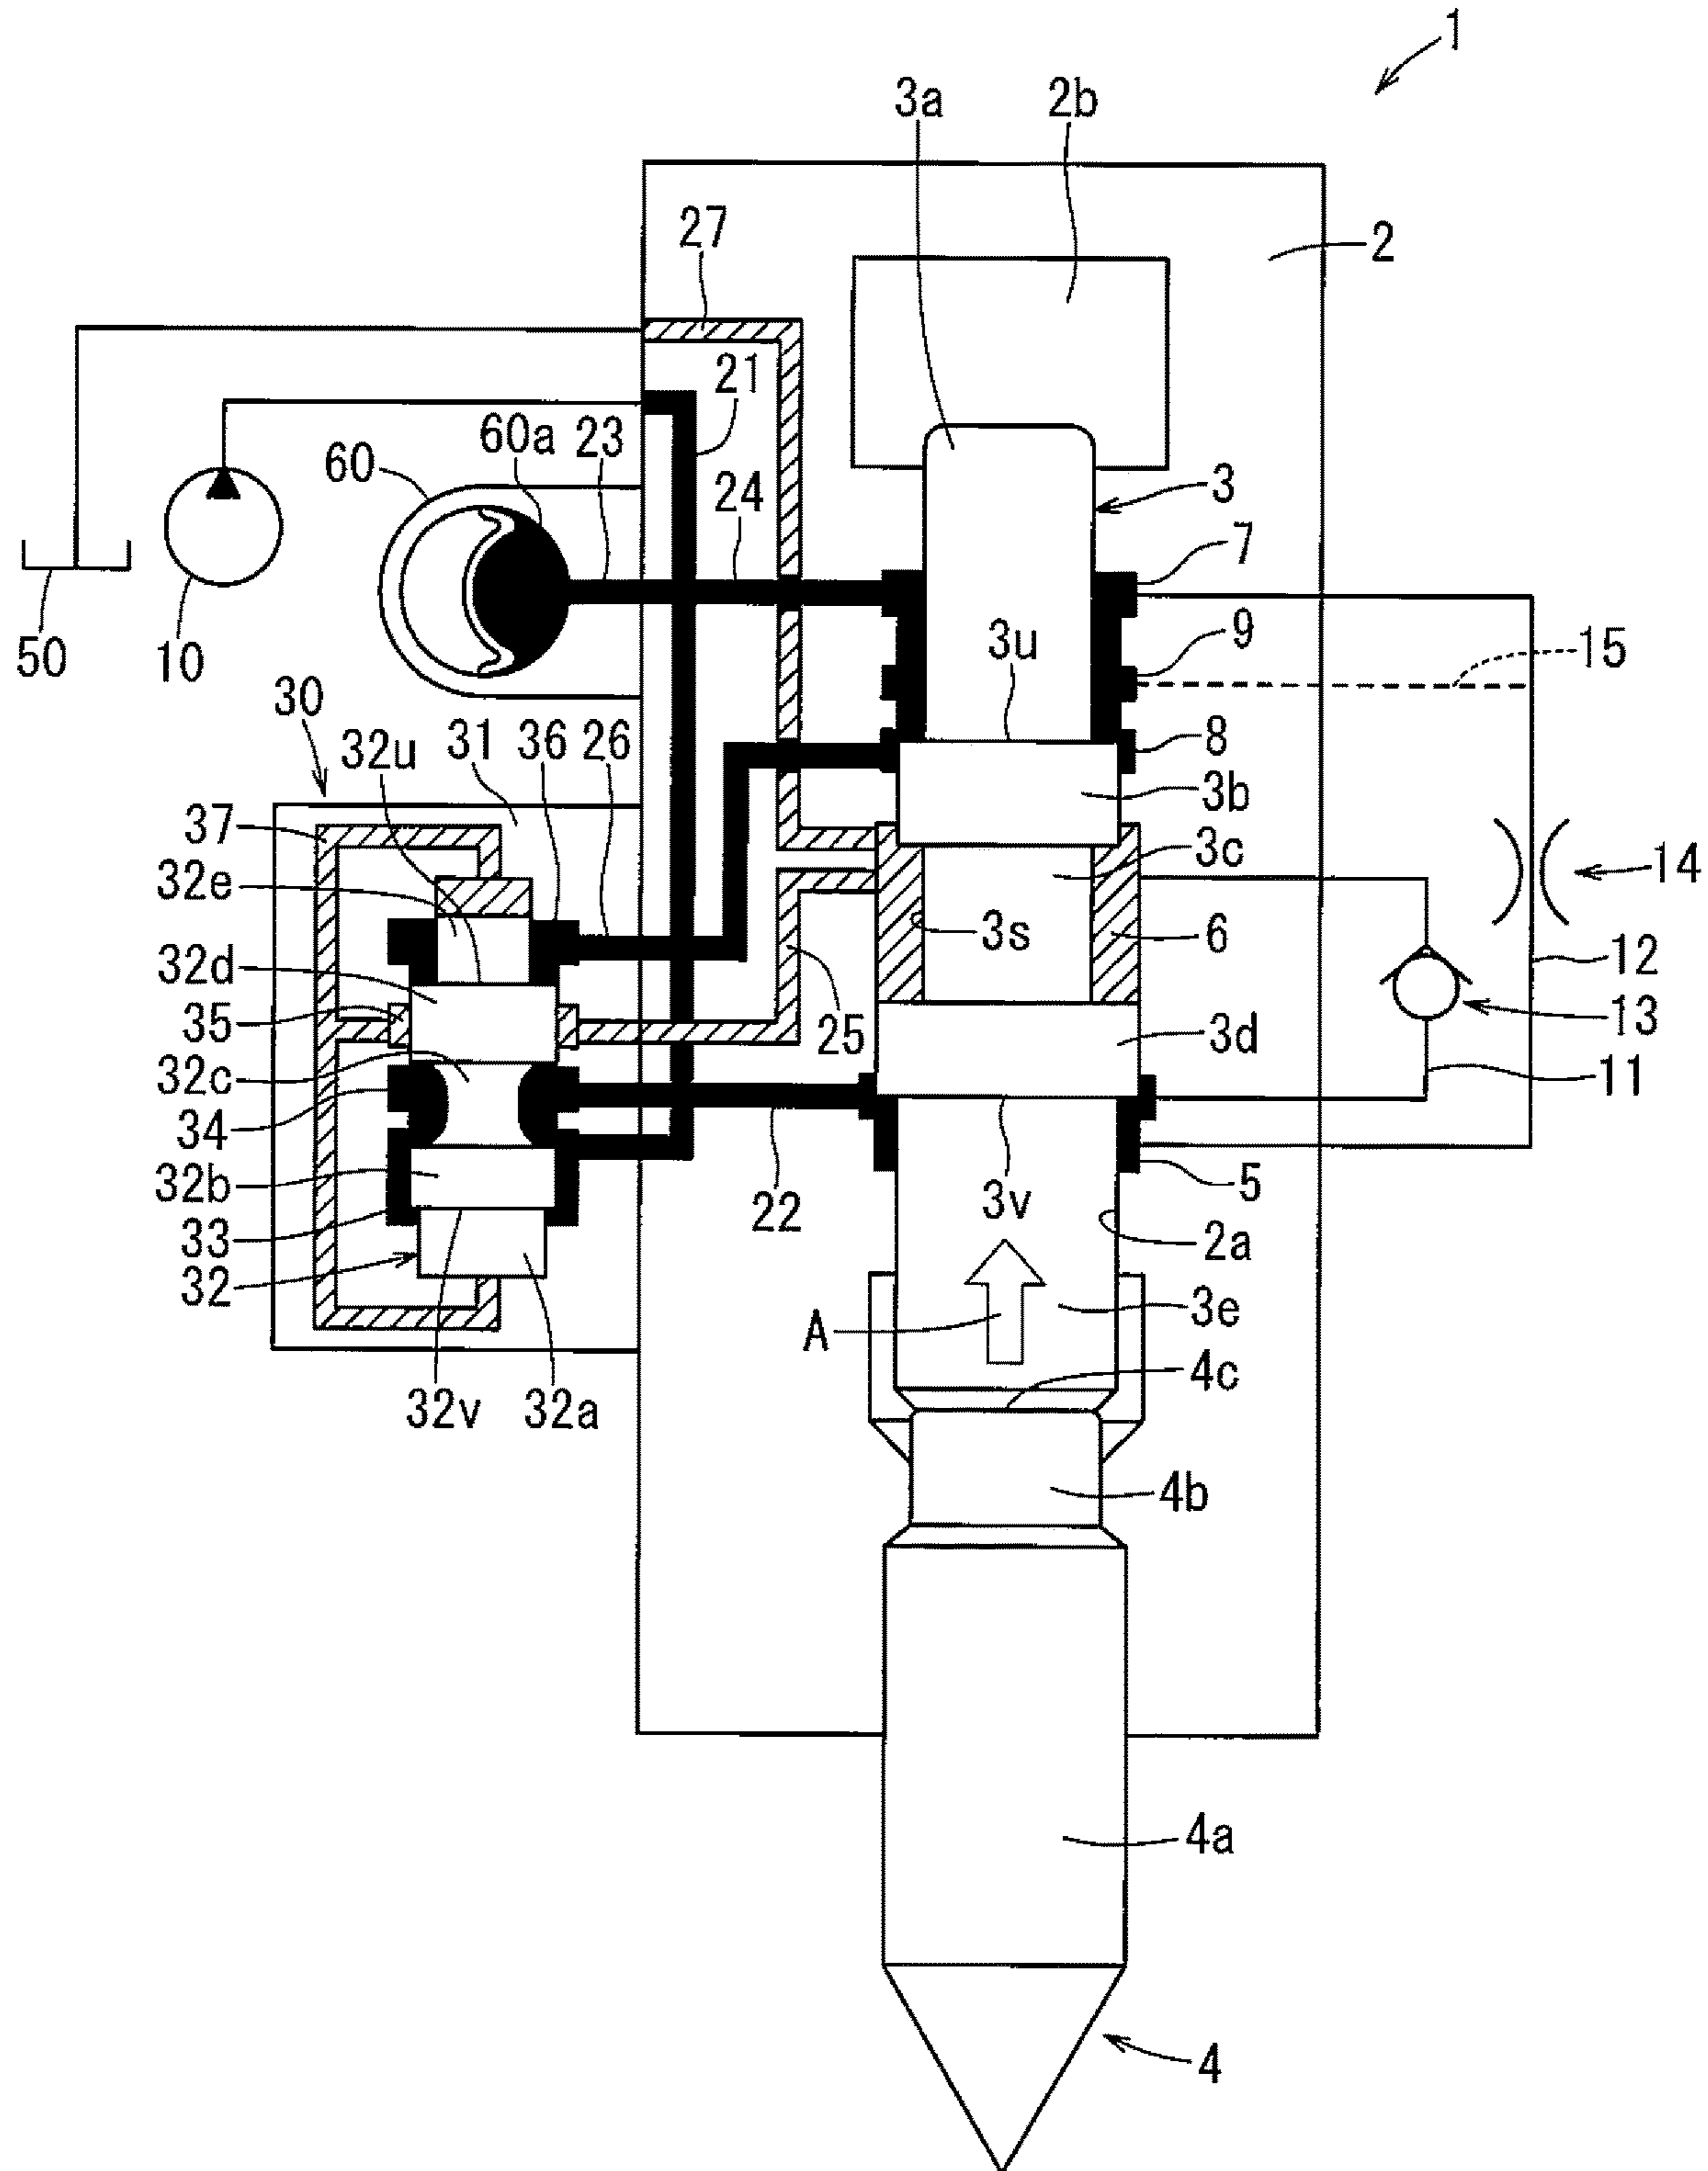 1
3a 2b
27 2
21
60a 23
60 24 3
7
9
50 10 3u 15
30
32u 31 36 26 8
3b
37 3c 14
32e
3s 6
32d 12
35 25 3d 13
32c 11
34
32b 22 3v 5
33 2a
32 A 3e
4c
32v 32a
4b
4a
4